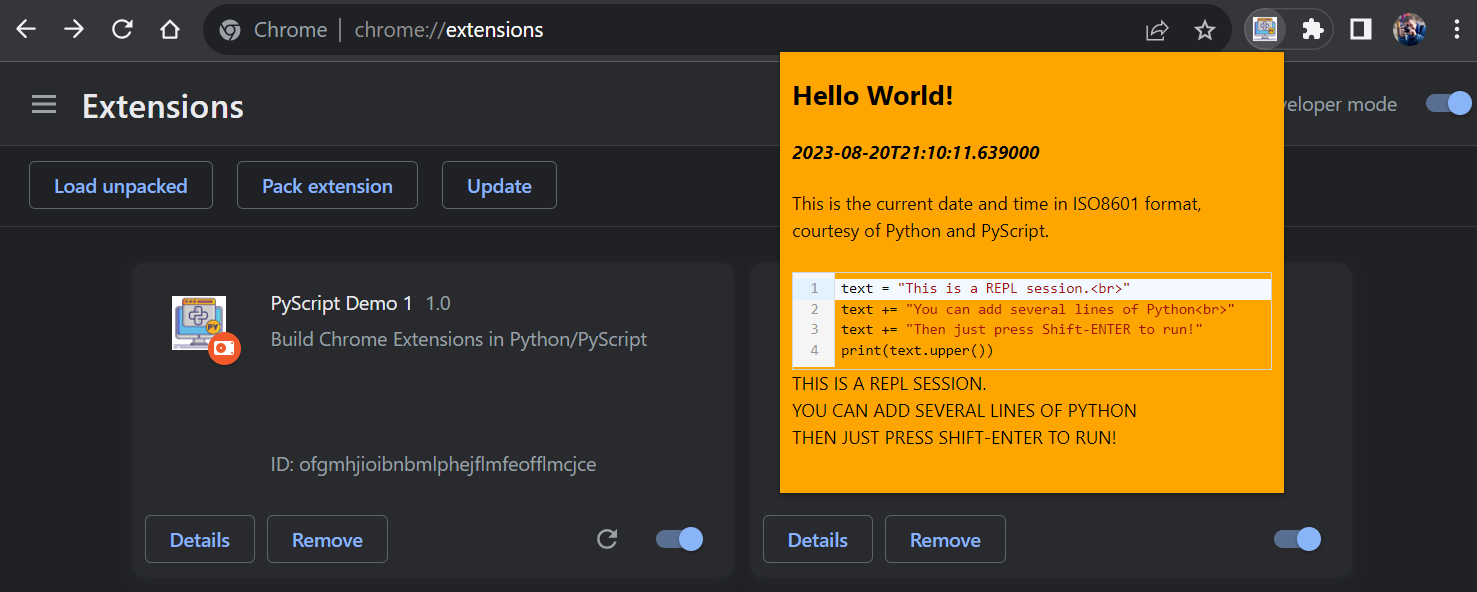 Chrome | chrome://extensions
Extensions
Hello World!
veloper mode
2023-08-20T21:10:11.639000
Load unpacked
Pack extension
Update
This is the current date and time in ISO8601 format,
courtesy of Python and PyScript.
1 text = "This is a REPL session.<br>"
2 text += "You can add several lines of Python<br>"
3 text += "Then just press Shift-ENTER to run!"
4 print(text.upper())
THIS IS A REPL SESSION.
YOU CAN ADD SEVERAL LINES OF PYTHON
THEN JUST PRESS SHIFT-ENTER TO RUN!
PyScript Demo 1 1.0
PY
Build Chrome Extensions in Python/PyScript
ID: ofgmhjioibnbmlphejflmfeofflmcjce
Details
Remove
Details
Remove